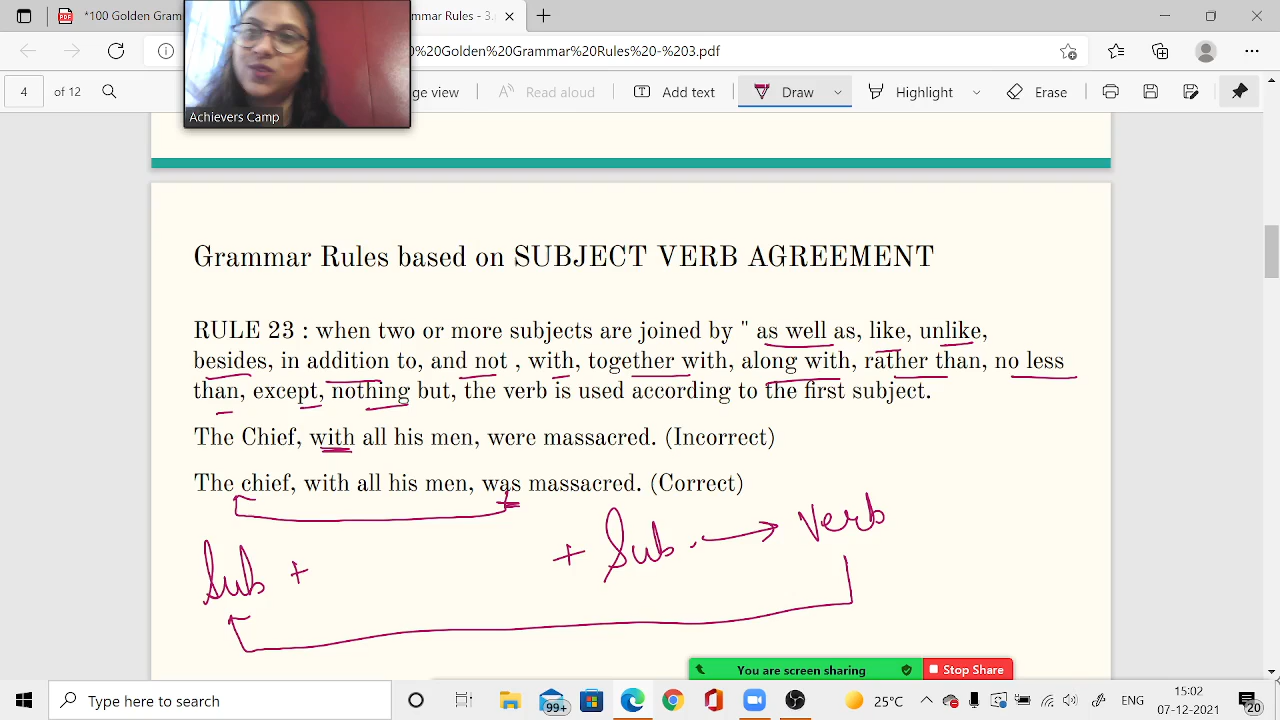 *100 Golden Gran
mmar Rules - 3.
0%20Golden%20Grammar%20Rules%20-%203.pdf
4 of 12
ge view
Read aloud
Add text
Draw
Highlight
Erase
Achievers Camp
Grammar Rules based on SUBJECT VERB AGREEMENT
RULE 23 : when two or more subjects are joined by " as well as, like, unlike,
besides, in addition to, and not , with, together with, along with, rather than, no less
than, except, nothing but, the verb is used according to the first subject.
The Chief, with all his men, were massacred. (Incorrect)
The chief, with all his men, was massacred. (Correct)
Sub + + Sub. → Verb
You are screen sharing
Stop Share
Type here to search
99+
25°C
ENG
15:02
07-12-2021
20